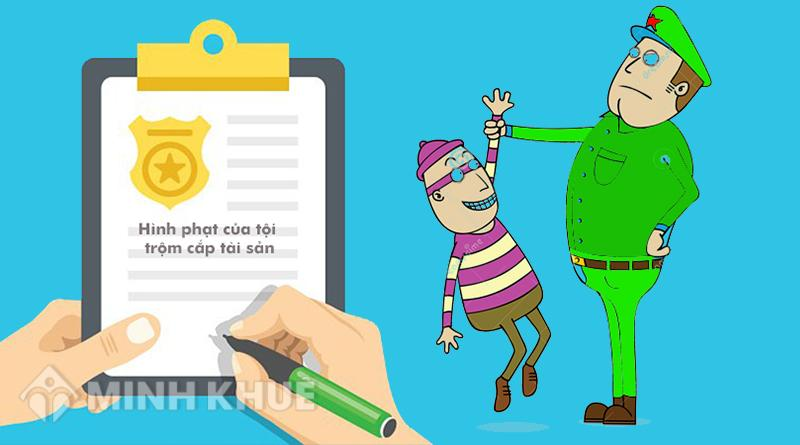 Hình phạt của tội
trộm cắp tài sản
MINH KHUÊ